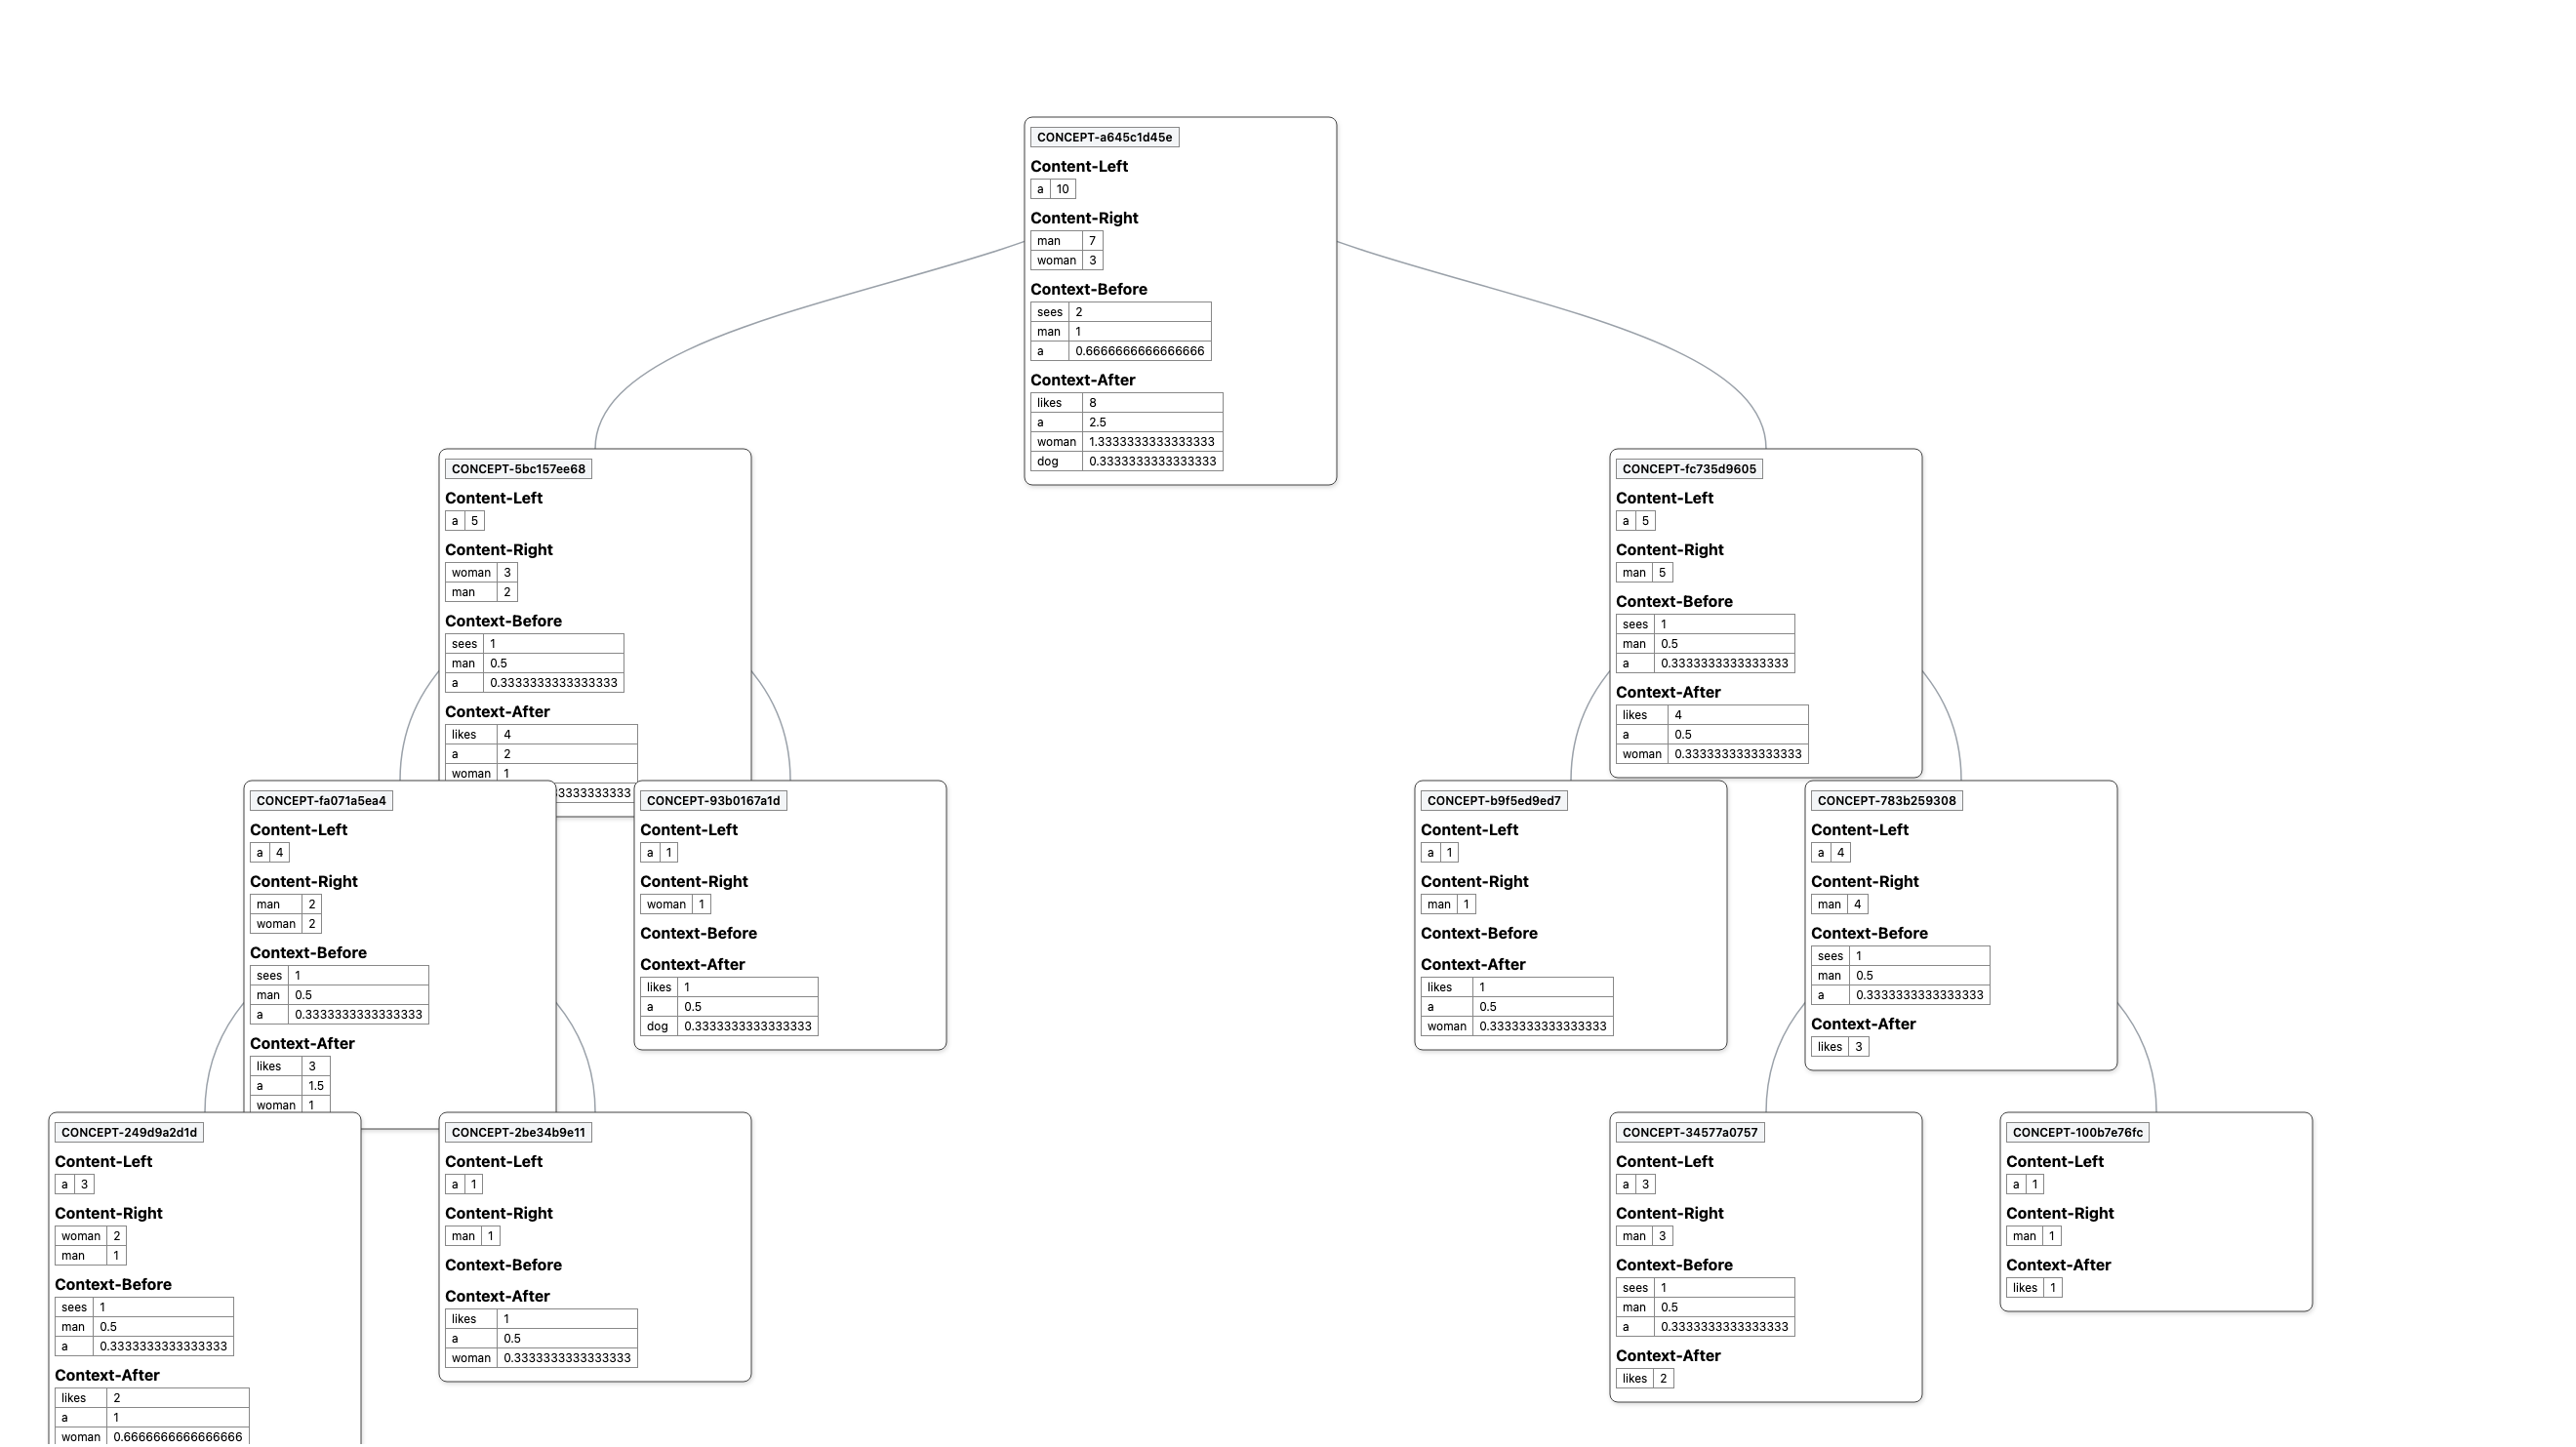 CONCEPT-a645c1d45e
Content-Left
a 10
Content-Right
man 7
woman 3
Context-Before
sees 2
man 1
a 0.6666666666666666
Context-After
likes 8
a 2.5
woman 1.3333333333333333
dog 0.3333333333333333
CONCEPT-5bc157ee68
Content-Left
a 5
Content-Right
woman 3
man 2
Context-Before
sees 1
man 0.5
a 0.3333333333333333
Context-After
likes 4
a 2
woman 1
CONCEPT-fc735d9605
Content-Left
a 5
Content-Right
man 5
Context-Before
sees 1
man 0.5
a 0.3333333333333333
Context-After
likes 4
a 0.5
woman 0.3333333333333333
CONCEPT-fa071a5ea4
Content-Left
a 4
Content-Right
man 2
woman 2
Context-Before
sees 1
man 0.5
a 0.3333333333333333
Context-After
likes 3
a 1.5
woman 1
CONCEPT-93b0167a1d
Content-Left
a 1
Content-Right
woman 1
Context-Before
Context-After
likes 1
a 0.5
dog 0.3333333333333333
CONCEPT-b9f5ed9ed7
Content-Left
a 1
Content-Right
man 1
Context-Before
Context-After
likes 1
a 0.5
woman 0.3333333333333333
CONCEPT-783b259308
Content-Left
a 4
Content-Right
man 4
Context-Before
sees 1
man 0.5
a 0.3333333333333333
Context-After
likes 3
CONCEPT-249d9a2d1d
Content-Left
a 3
Content-Right
woman 2
man 1
Context-Before
sees 1
man 0.5
a 0.3333333333333333
Context-After
likes 2
a 1
woman 0.6666666666666666
CONCEPT-2be34b9e11
Content-Left
a 1
Content-Right
man 1
Context-Before
Context-After
likes 1
a 0.5
woman 0.3333333333333333
CONCEPT-34577a0757
Content-Left
a 3
Content-Right
man 3
Context-Before
sees 1
man 0.5
a 0.3333333333333333
Context-After
likes 2
CONCEPT-100b7e76fc
Content-Left
a 1
Content-Right
man 1
Context-After
likes 1